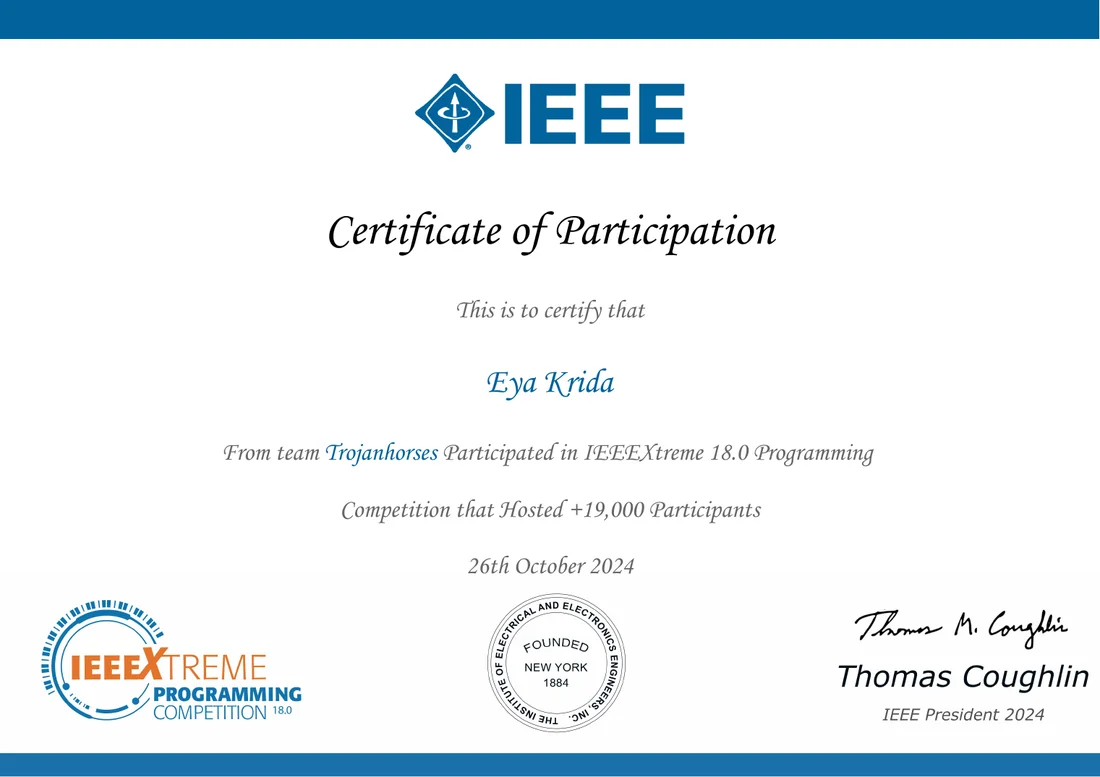 IEEE
®
Certificate of Participation
This is to certify that
Eya Krida
From team Trojanhorses Participated in IEEEXtreme 18.0 Programming
Competition that Hosted +19,000 Participants
26th October 2024
IEEEXTREME
PROGRAMMING
COMPETITION 18.0
THE INSTITUTE OF ELECTRICAL AND ELECTRONICS ENGINEERS, INC.
FOUNDED
NEW YORK
1884
Thomas M. Coughlin
Thomas Coughlin
IEEE President 2024